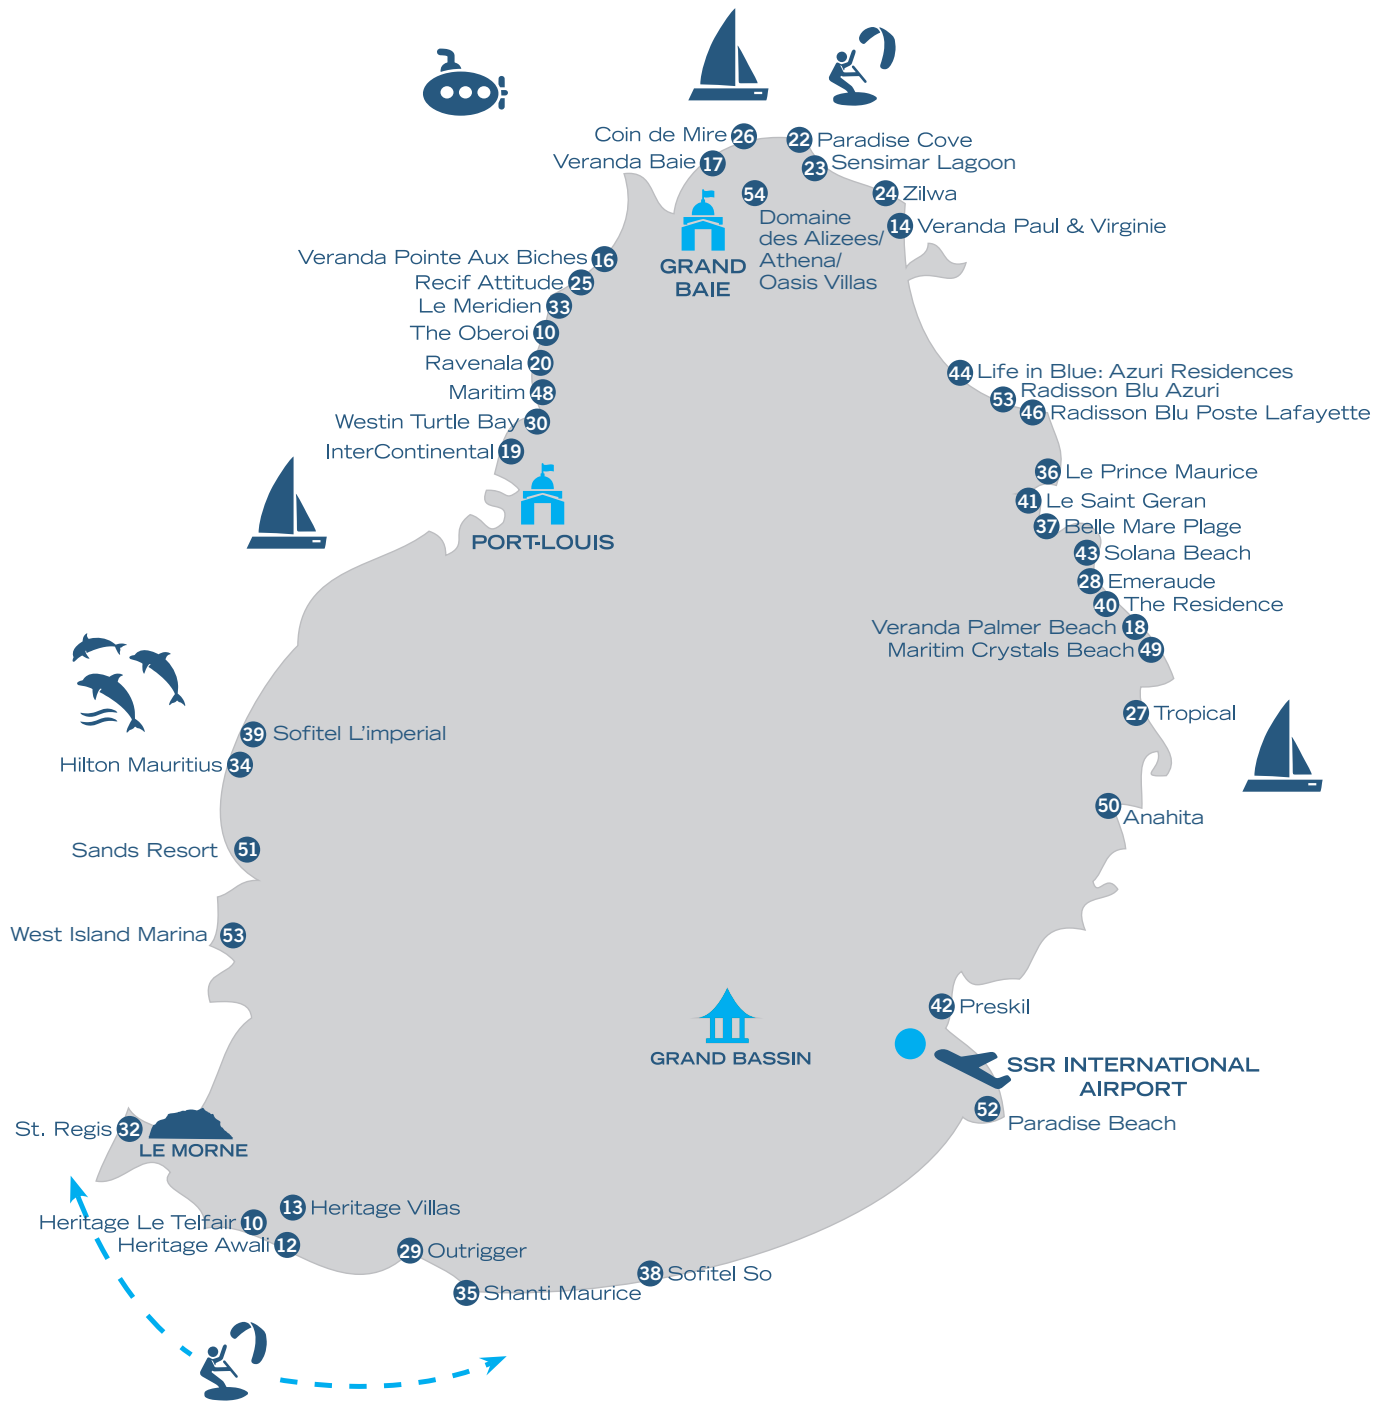 Coin de Mire 26
22 Paradise Cove
Veranda Baie 17
23 Sensimar Lagoon
54
24 Zilwa
Domaine
des Alizees/
Athena/
Oasis Villas
14 Veranda Paul & Virginie
GRAND
BAIE
Veranda Pointe Aux Biches 16
Recif Attitude 25
Le Meridien 33
The Oberoi 10
Ravenala 20
Maritim 48
Westin Turtle Bay 30
InterContinental 19
PORT-LOUIS
44 Life in Blue: Azuri Residences
53 Radisson Blu Azuri
46 Radisson Blu Poste Lafayette
36 Le Prince Maurice
41 Le Saint Geran
37 Belle Mare Plage
43 Solana Beach
28 Emeraude
40 The Residence
Veranda Palmer Beach 18
Maritim Crystals Beach 49
27 Tropical
39 Sofitel L'imperial
Hilton Mauritius 34
50 Anahita
Sands Resort 51
West Island Marina 53
42 Preskil
GRAND BASSIN
SSR INTERNATIONAL
AIRPORT
52
Paradise Beach
St. Regis 32
LE MORNE
13 Heritage Villas
Heritage Le Telfair 10
Heritage Awali 12
29 Outrigger
38 Sofitel So
35 Shanti Maurice